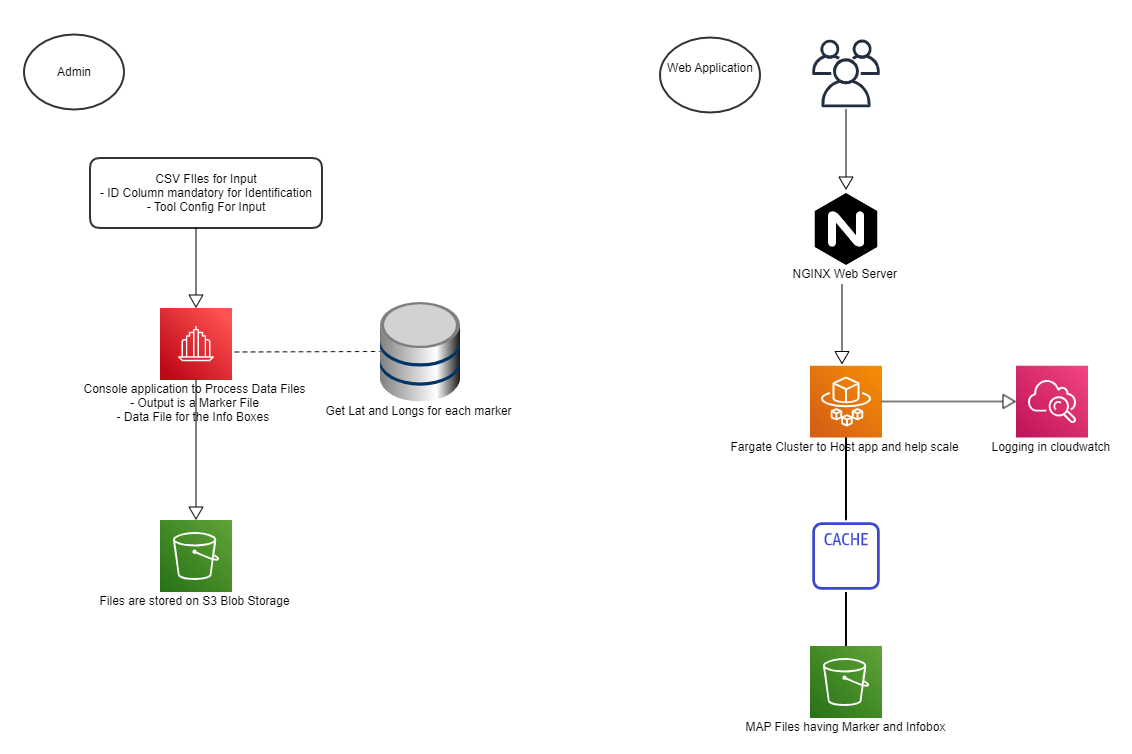 Admin
CSV FIles for Input
- ID Column mandatory for Identification
- Tool Config For Input
Console application to Process Data Files
- Output is a Marker File
- Data File for the Info Boxes
Get Lat and Longs for each marker
Files are stored on S3 Blob Storage
Web Application
N
NGINX Web Server
Fargate Cluster to Host app and help scale
Logging in cloudwatch
CACHE
MAP Files having Marker and Infobox